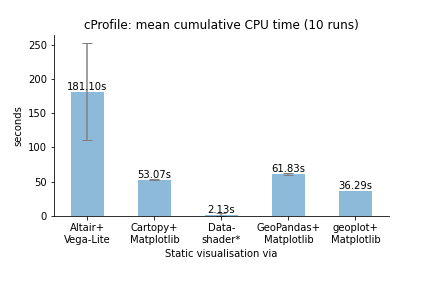 cProfile: mean cumulative CPU time (10 runs)
250
200
150
100
50
0
seconds
181.10s
53.07s
2.13s
61.83s
36.29s
Altair+ Cartopy+ Data- GeoPandas+ geoplot+
Vega-Lite Matplotlib shader* Matplotlib Matplotlib
Static visualisation via